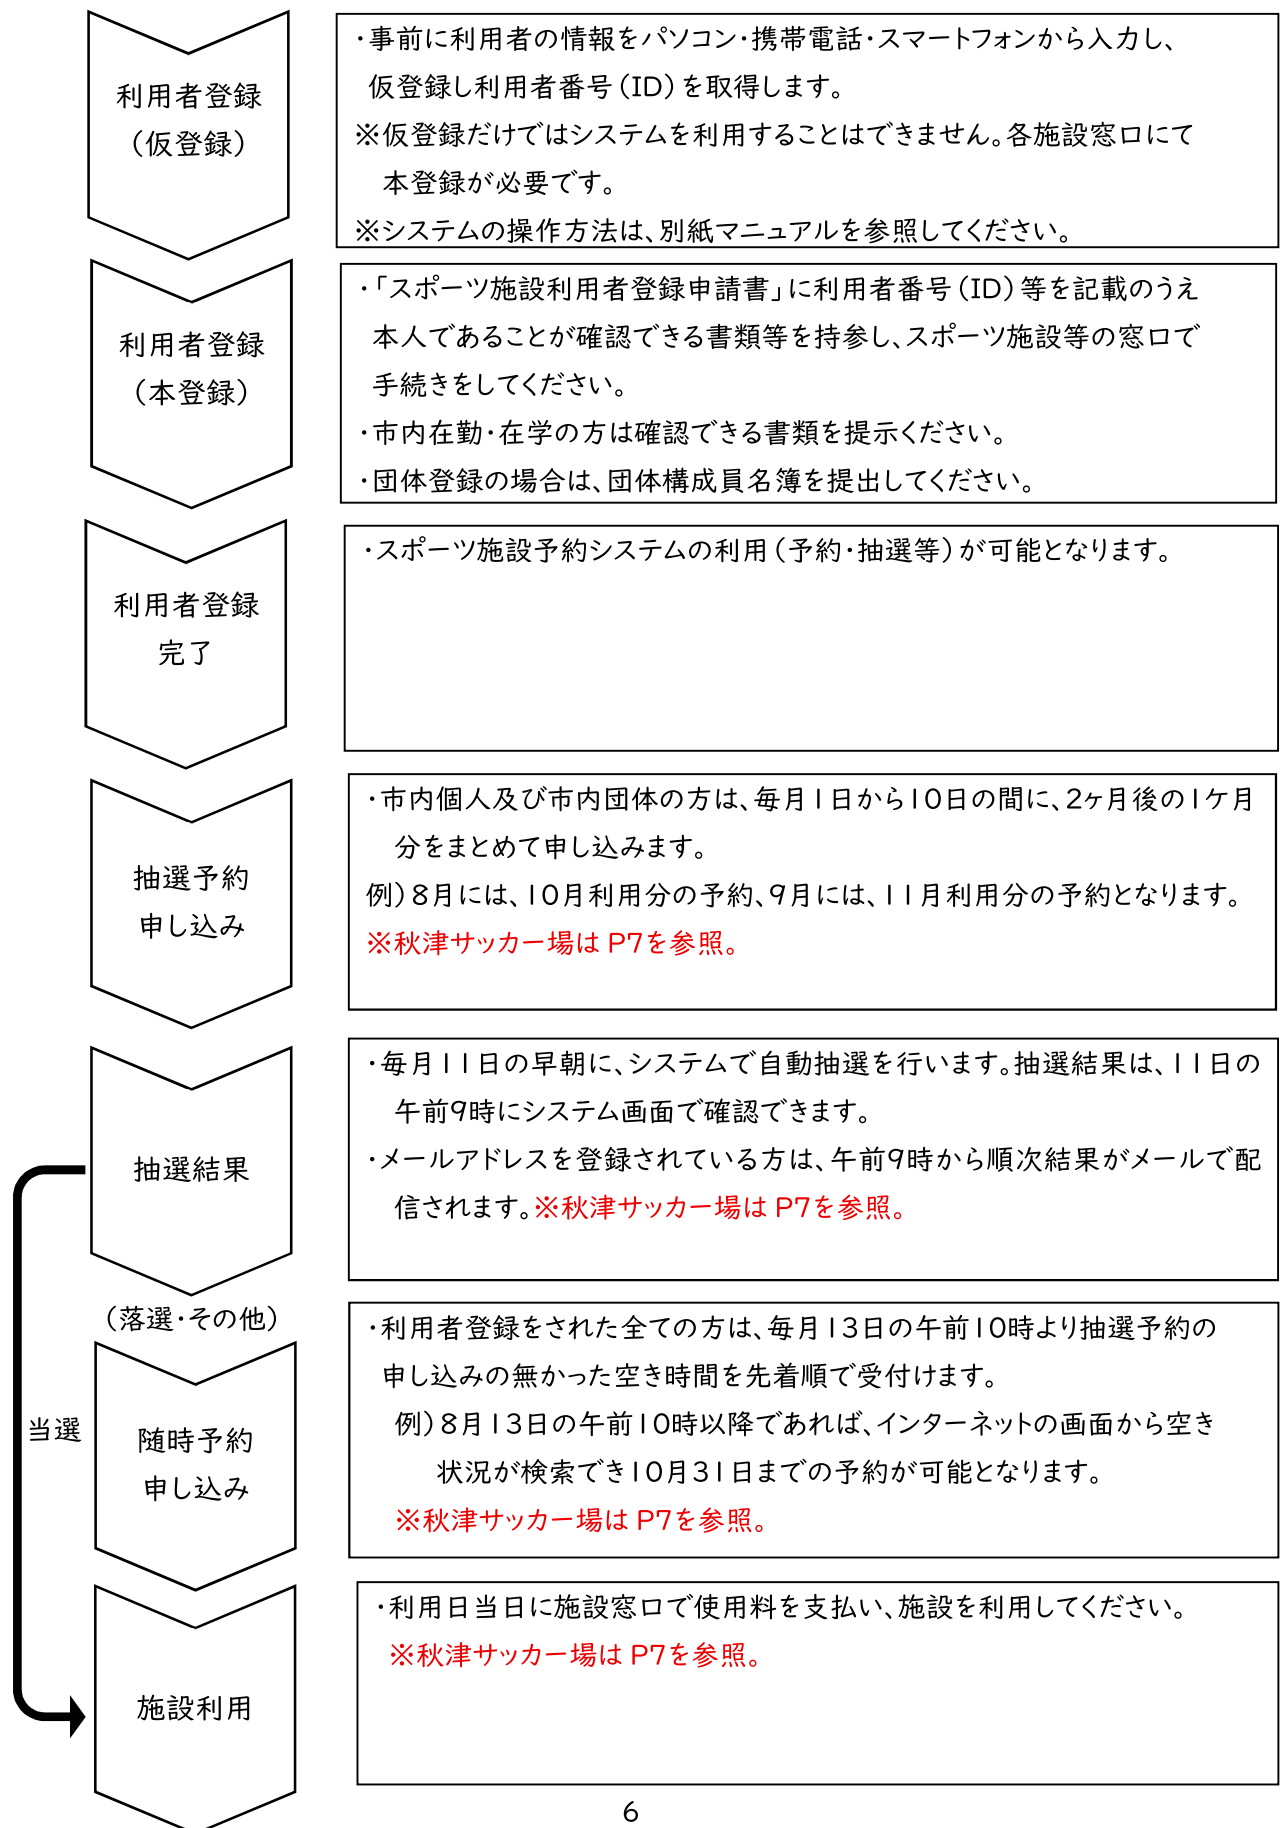 利用者登録
（仮登録）
・事前に利用者の情報をパソコン・携帯電話・スマートフォンから入力し、
仮登録し利用者番号（ID）を取得します。
※仮登録だけではシステムを利用することはできません。各施設窓口にて
本登録が必要です。
※システムの操作方法は、別紙マニュアルを参照してください。
利用者登録
（本登録）
・「スポーツ施設利用者登録申請書」に利用者番号（ID）等を記載のうえ
本人であることが確認できる書類等を持参し、スポーツ施設等の窓口で
手続きをしてください。
・市内在勤・在学の方は確認できる書類を提示ください。
・団体登録の場合は、団体構成員名簿を提出してください。
利用者登録
完了
・スポーツ施設予約システムの利用（予約・抽選等）が可能となります。
抽選予約
申し込み
・市内個人及び市内団体の方は、毎月1日から10日の間に、2ヶ月後の1ケ月
分をまとめて申し込みます。
例）8月には、10月利用分の予約、9月には、11月利用分の予約となります。
※秋津サッカー場は P7を参照。
抽選結果
・毎月11日の早朝に、システムで自動抽選を行います。抽選結果は、11日の
午前9時にシステム画面で確認できます。
・メールアドレスを登録されている方は、午前9時から順次結果がメールで配
信されます。※秋津サッカー場は P7を参照。
（落選・その他）
当選
随時予約
申し込み
・利用者登録をされた全ての方は、毎月13日の午前10時より抽選予約の
申し込みの無かった空き時間を先着順で受付けます。
例）8月13日の午前10時以降であれば、インターネットの画面から空き
状況が検索でき10月31日までの予約が可能となります。
※秋津サッカー場は P7を参照。
施設利用
・利用日当日に施設窓口で使用料を支払い、施設を利用してください。
※秋津サッカー場は P7を参照。
6